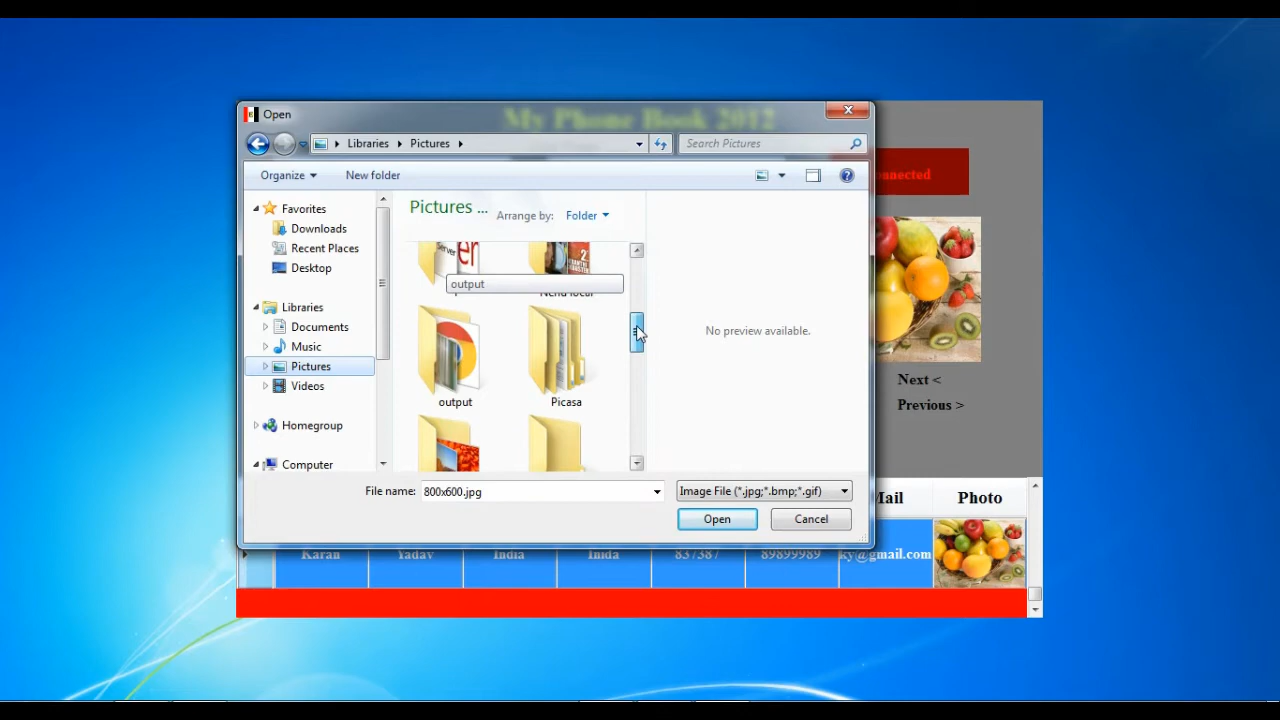 Open
My Phone Book 2012
Libraries Pictures
Search Pictures
Organize
New folder
nnected
Favorites
Downloads
Recent Places
Desktop
Libraries
Documents
Music
Pictures
Videos
Homegroup
Computer
Pictures ...
Arrange by: Folder
output
output
Picasa
No preview available.
Next <
Previous >
File name: 800x600.jpg
Image File (*.jpg;*.bmp;*.gif)
Open
Cancel
Mail
Photo
Karan Yadav India Inida 837387 89899989 ky@gmail.com